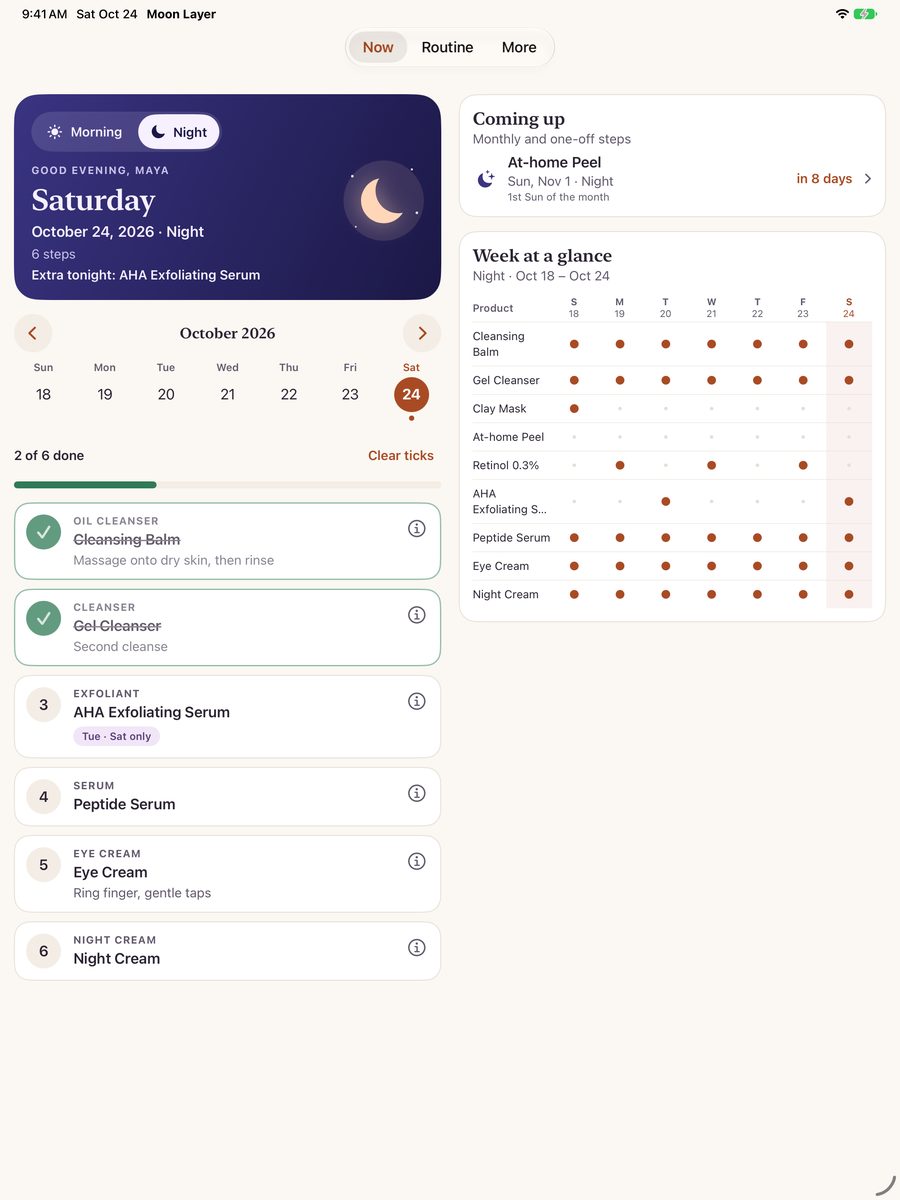 9:41 AM Sat Oct 24 Moon Layer
Now Routine More
Morning Night
GOOD EVENING, MAYA
Saturday
October 24, 2026 · Night
6 steps
Extra tonight: AHA Exfoliating Serum
October 2026
Sun Mon Tue Wed Thu Fri Sat
18 19 20 21 22 23 24
2 of 6 done Clear ticks
OIL CLEANSER
Cleansing Balm
Massage onto dry skin, then rinse
CLEANSER
Gel Cleanser
Second cleanse
3
EXFOLIANT
AHA Exfoliating Serum
Tue · Sat only
4
SERUM
Peptide Serum
5
EYE CREAM
Eye Cream
Ring finger, gentle taps
6
NIGHT CREAM
Night Cream
Coming up
Monthly and one-off steps
At-home Peel
Sun, Nov 1 · Night
1st Sun of the month
in 8 days
Week at a glance
Night · Oct 18 – Oct 24
Product S M T W T F S
18 19 20 21 22 23 24
Cleansing
Balm
Gel Cleanser
Clay Mask
At-home Peel
Retinol 0.3%
AHA
Exfoliating S...
Peptide Serum
Eye Cream
Night Cream